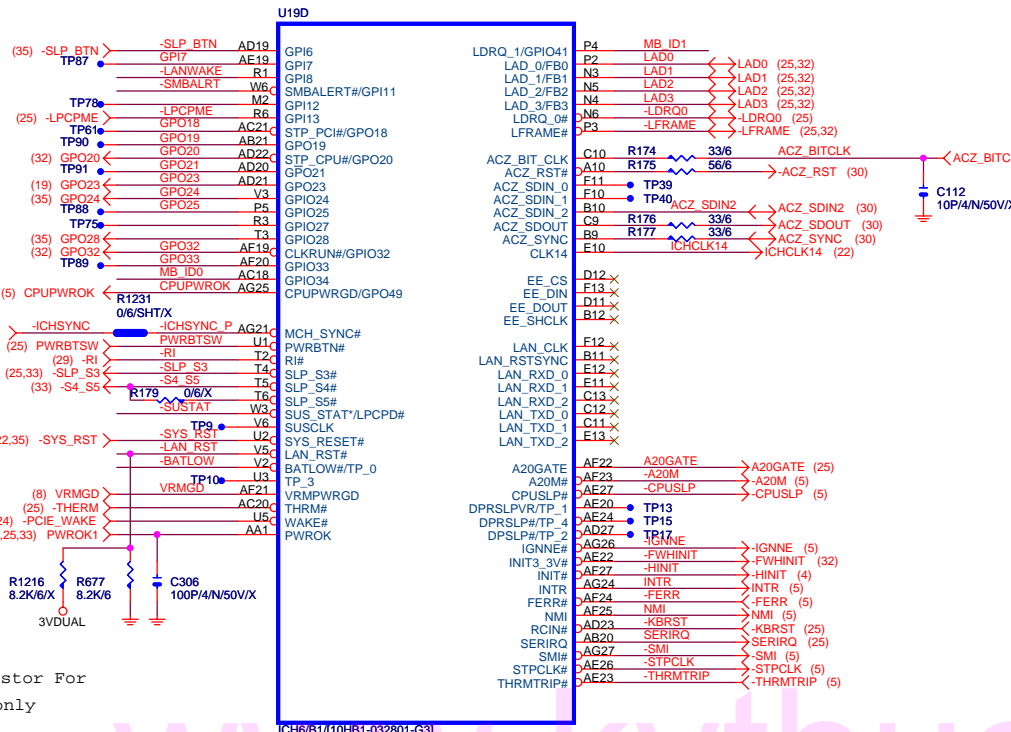 U19D
(35) -SLP_BTN -SLP_BTN AD19 GPI6
TP87 GPI7 AE19 GPI7
-LANWAKE R1 GPI8
-SMBALRT W6 SMBALERT#/GPI11
TP78 M2 GPI12
(25) -LPCPME -LPCPME R6 GPI13
TP61 GPO18 AC21 STP_PCI#/GPO18
TP90 GPO19 AB21 GPO19
(32) GPO20 GPO20 AD22 STP_CPU#/GPO20
TP91 GPO21 AD20 GPO21
(19) GPO23 GPO23 AD21 GPO23
(35) GPO24 GPO24 V3 GPIO24
TP88 GPO25 P5 GPIO25
TP75 R3 GPIO27
(35) GPO28 T3 GPIO28
(32) GPO32 GPO32 AF19 CLKRUN#/GPIO32
TP89 GPO33 AF20 GPIO33
MB_ID0 AC18 GPIO34
(5) CPUPWROK CPUPWROK AG25 CPUPWRGD/GPO49
R1231
0/6/SHT/X
-ICHSYNC -ICHSYNC_P AG21 MCH_SYNC#
(25) PWRBTSW PWRBTSW U1 PWRBTN#
(29) -RI -RI T2 RI#
(25,33) -SLP_S3 -SLP_S3 T4 SLP_S3#
(33) -S4_S5 -S4_S5 T5 SLP_S4#
R179 0/6/X T6 SLP_S5#
-SUSTAT W3 SUS_STAT*/LPCPD#
TP9 V6 SUSCLK
22,35) -SYS_RST -SYS_RST U2 SYS_RESET#
-LAN_RST V5 LAN_RST#
-BATLOW V2 BATLOW#/TP_0
TP10 U3 TP_3
(8) VRMGD VRMGD AF21 VRMPWRGD
(25) -THERM AC20 THRM#
24) -PCIE_WAKE U5 WAKE#
,25,33) PWROK1 AA1 PWROK
R1216
8.2K/6/X
R677
8.2K/6
C306
100P/4/N/50V/X
3VDUAL
stor For
only
LDRQ_1/GPIO41 P4 MB_ID1
LAD_0/FB0 P2 LAD0 LAD0 (25,32)
LAD_1/FB1 N3 LAD1 LAD1 (25,32)
LAD_2/FB2 N5 LAD2 LAD2 (25,32)
LAD_3/FB3 N4 LAD3 LAD3 (25,32)
LDRQ_0# N6 -LDRQ0 -LDRQ0 (25)
LFRAME# P3 -LFRAME -LFRAME (25,32)
ACZ_BIT_CLK C10 R174 33/6 ACZ_BITCLK ACZ_BITC
ACZ_RST# A10 R175 56/6 -ACZ_RST (30)
ACZ_SDIN_0 F11 TP39
ACZ_SDIN_1 F10 TP40
ACZ_SDIN_2 B10 ACZ_SDIN2 ACZ_SDIN2 (30)
ACZ_SDOUT C9 R176 33/6 ACZ_SDOUT (30)
ACZ_SYNC B9 R177 33/6 ACZ_SYNC (30)
CLK14 E10 ICHCLK14 ICHCLK14 (22)
C112
10P/4/N/50V/X
EE_CS D12
EE_DIN F13
EE_DOUT D11
EE_SHCLK B12
LAN_CLK F12
LAN_RSTSYNC B11
LAN_RXD_0 E12
LAN_RXD_1 E11
LAN_RXD_2 C13
LAN_TXD_0 C12
LAN_TXD_1 C11
LAN_TXD_2 E13
A20GATE AF22 A20GATE A20GATE (25)
A20M# AF23 -A20M -A20M (5)
CPUSLP# AE27 -CPUSLP -CPUSLP (5)
DPRSLPVR/TP_1 AE20 TP13
DPRSLP#/TP_4 AE24 TP15
DPSLP#/TP_2 AD27 TP17
IGNNE# AG26 -IGNNE -IGNNE (5)
INIT3_3V# AE22 -FWHINIT -FWHINIT (32)
INIT# AF27 -HINIT -HINIT (4)
INTR AG24 INTR INTR (5)
FERR# AF24 -FERR -FERR (5)
NMI AF25 NMI NMI (5)
RCIN# AD23 -KBRST -KBRST (25)
SERIRQ AB20 SERIRQ SERIRQ (25)
SMI# AG27 -SMI -SMI (5)
STPCLK# AE26 -STPCLK -STPCLK (5)
THRMTRIP# AE23 -THRMTRIP -THRMTRIP (5)
ICH6/B1/[10HB1-032801-G3]